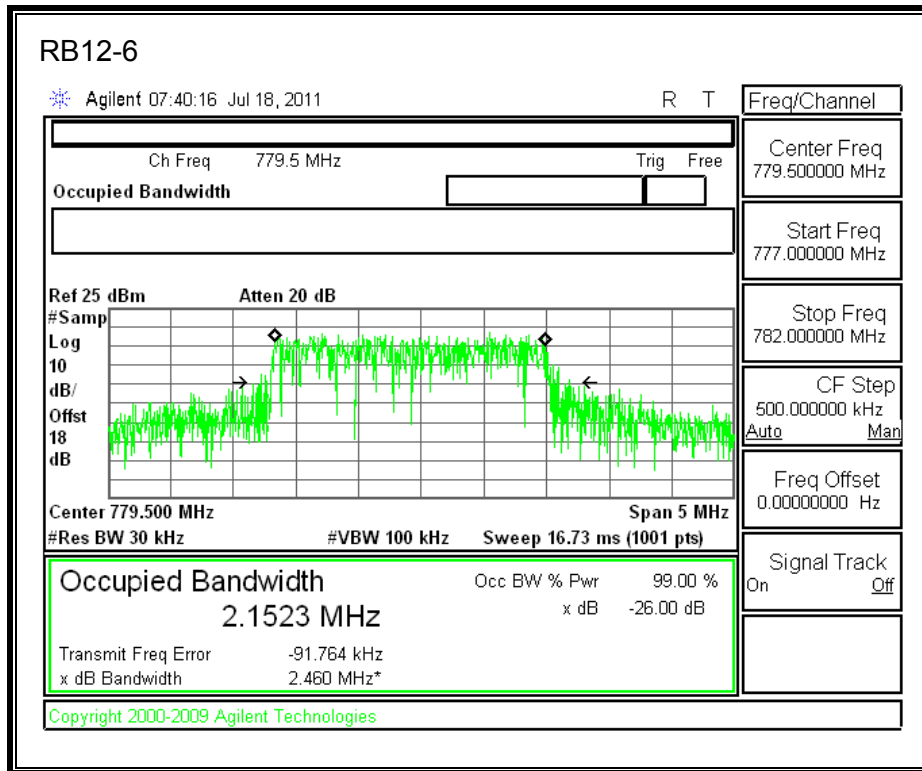 RB12-6
Agilent 07:40:16 Jul 18, 2011 R T
Freq/Channel
Ch Freq 779.5 MHz Trig Free
Occupied Bandwidth
Center Freq
779.500000 MHz
Start Freq
777.000000 MHz
Stop Freq
782.000000 MHz
CF Step
500.000000 kHz
Auto Man
Freq Offset
0.00000000 Hz
Signal Track
On Off
Ref 25 dBm Atten 20 dB
#Samp
Log
10
dB/
Offst
18
dB
Center 779.500 MHz Span 5 MHz
#Res BW 30 kHz #VBW 100 kHz Sweep 16.73 ms (1001 pts)
Occupied Bandwidth Occ BW % Pwr 99.00 %
2.1523 MHz x dB -26.00 dB
Transmit Freq Error -91.764 kHz
x dB Bandwidth 2.460 MHz*
Copyright 2000-2009 Agilent Technologies